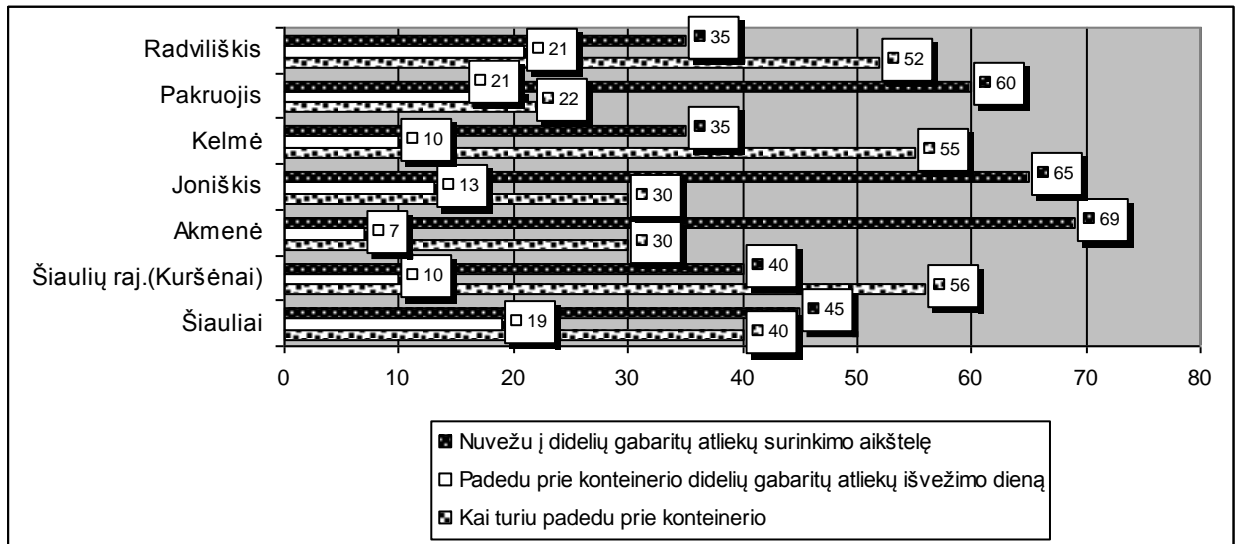 Radviliškis
35
21
52
Pakruojis
60
21
22
Kelmė
35
10
55
Joniškis
65
13
30
Akmenė
69
7
30
Šiaulių raj.(Kuršėnai)
40
10
56
Šiauliai
45
19
40
0 10 20 30 40 50 60 70 80
Nuvežu į didelių gabaritų atliekų surinkimo aikštelę
Padedu prie konteinerio didelių gabaritų atliekų išvežimo dieną
Kai turiu padedu prie konteinerio